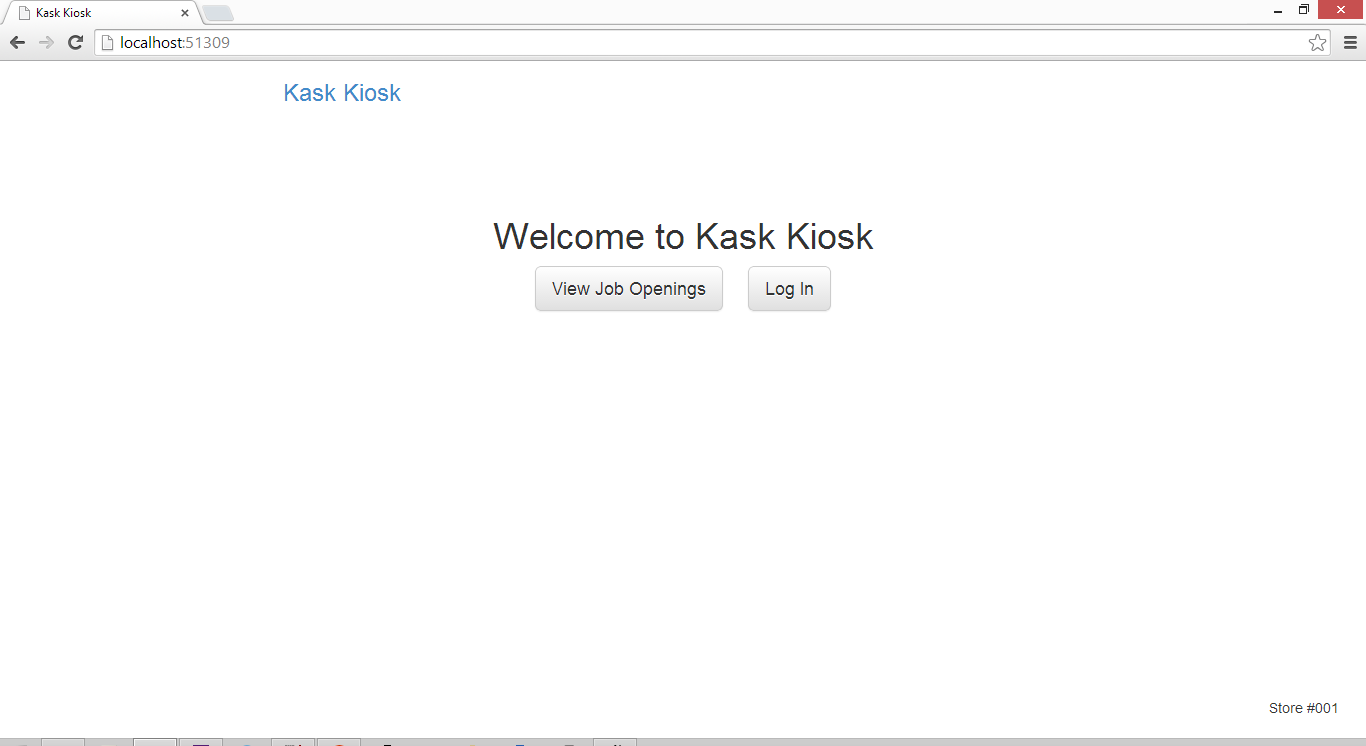 Kask Kiosk
localhost:51309
Kask Kiosk
Welcome to Kask Kiosk
View Job Openings
Log In
Store #001